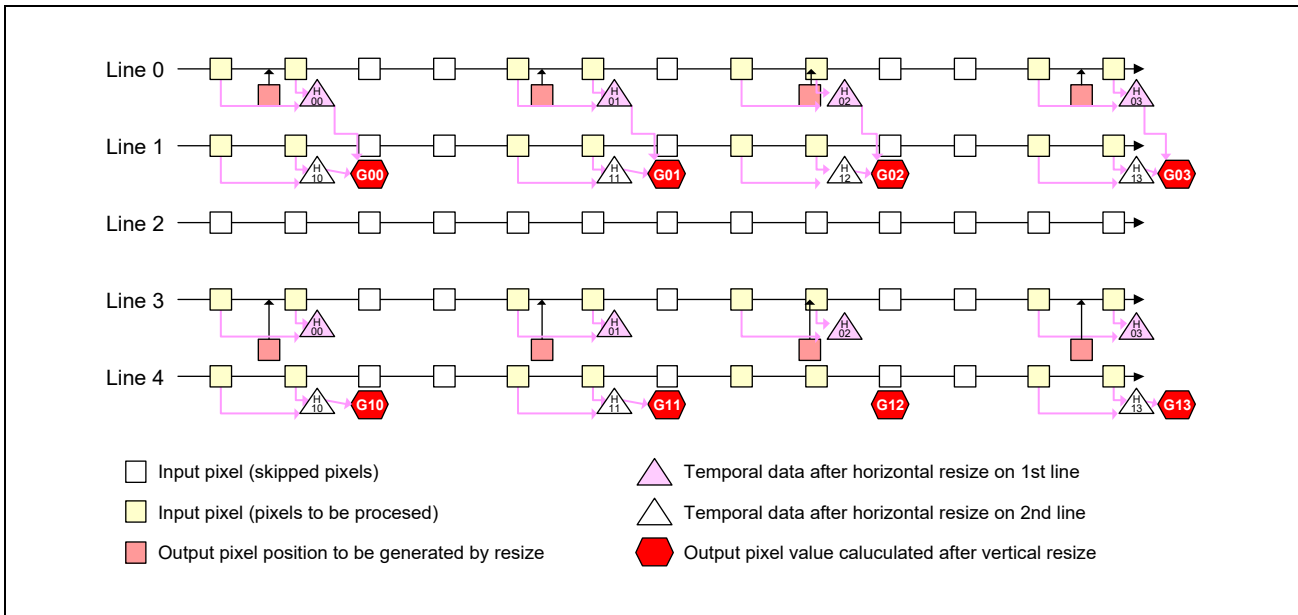 Line 0
H 00
H 01
H 02
H 03
Line 1
H 10
G00
H 11
G01
H 12
G02
H 13
G03
Line 2
Line 3
H 00
H 01
H 02
H 03
Line 4
H 10
G10
H 11
G11
G12
H 13
G13
Input pixel (skipped pixels)
Temporal data after horizontal resize on 1st line
Input pixel (pixels to be procesed)
Temporal data after horizontal resize on 2nd line
Output pixel position to be generated by resize
Output pixel value caluculated after vertical resize